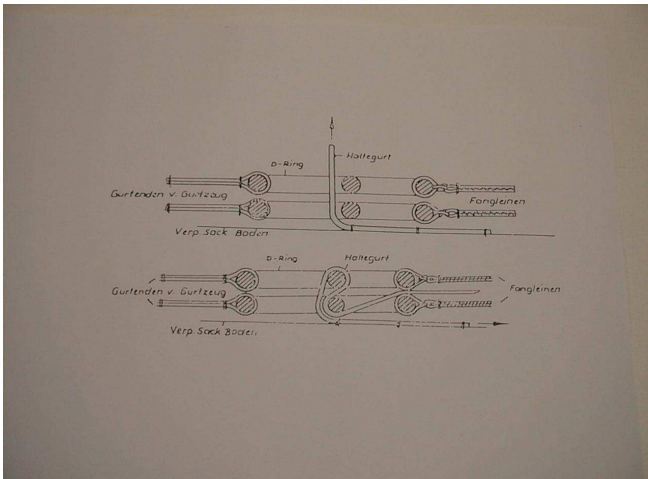 D-Ring
Haltegurt
Gurtenden v. Gurtzeug
Fangleinen
Verp. Sack Boden
D-Ring
Haltegurt
Gurtenden v. Gurtzeug
Fangleinen
Verp. Sack Boden